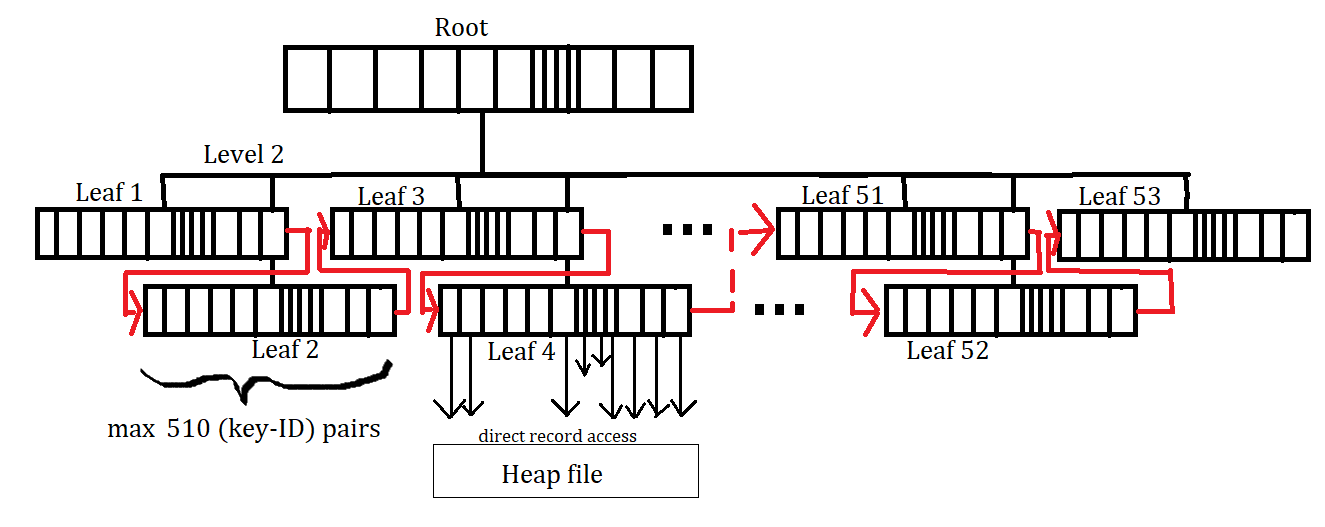 Root
Level 2
Leaf 1
Leaf 3
Leaf 51
Leaf 53
...
...
Leaf 2
Leaf 4
Leaf 52
max 510 (key-ID) pairs
direct record access
Heap file